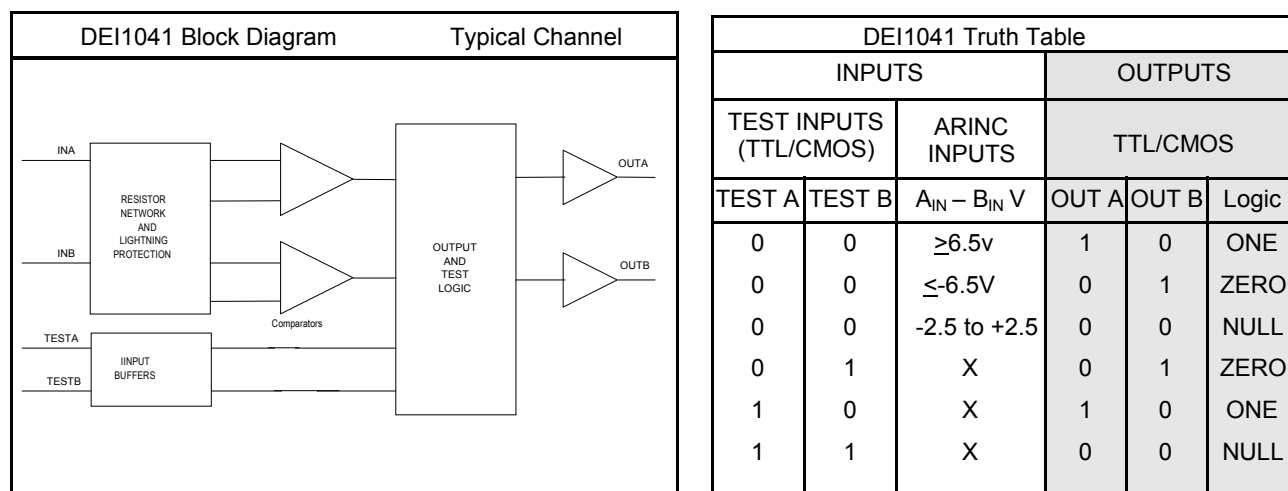 DEI1041 Block Diagram Typical Channel
INA
INB
RESISTOR
NETWORK
AND
LIGHTNING
PROTECTION
TESTA
TESTB
IINPUT
BUFFERS
Comparators
OUTPUT
AND
TEST
LOGIC
OUTA
OUTB
DEI1041 Truth Table
INPUTS OUTPUTS
TEST INPUTS
(TTL/CMOS)
ARINC
INPUTS
TTL/CMOS
TEST A TEST B A_IN – B_IN V OUT A OUT B Logic
0 0 ≥6.5v 1 0 ONE
0 0 ≤-6.5V 0 1 ZERO
0 0 -2.5 to +2.5 0 0 NULL
0 1 X 0 1 ZERO
1 0 X 1 0 ONE
1 1 X 0 0 NULL